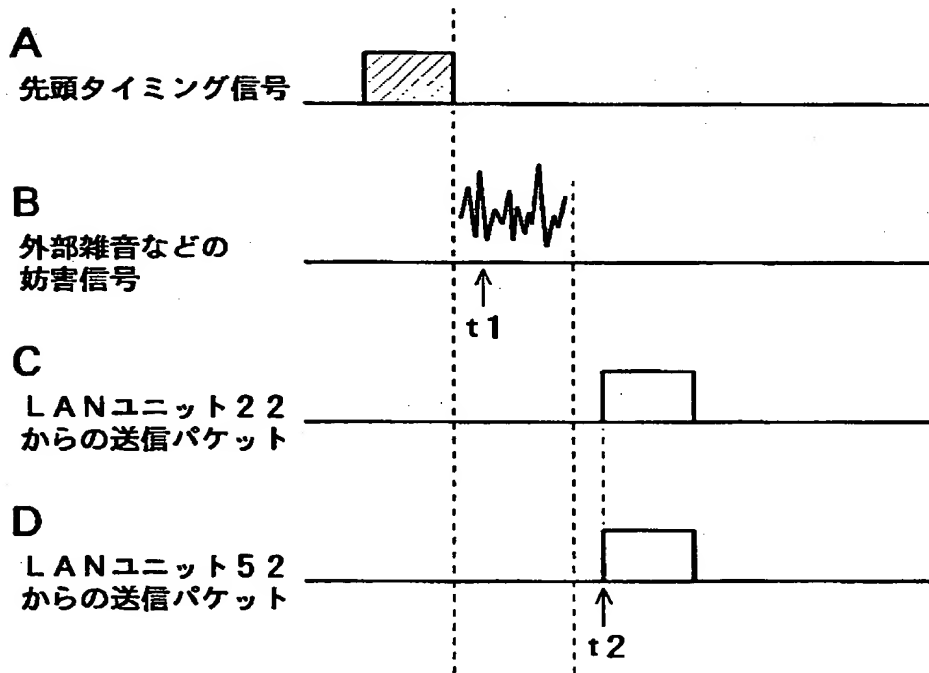 A
先頭タイミング信号
B
外部雑音などの
妨害信号
t1
C
LANユニット22
からの送信パケット
D
LANユニット52
からの送信パケット
t2